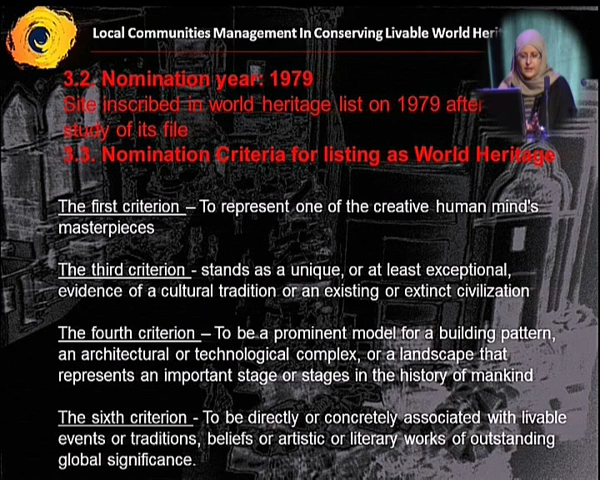 Local Communities Management In Conserving Livable World Heri
3.2. Nomination year: 1979
Site inscribed in world heritage list on 1979 after
study of its file
3.3. Nomination Criteria for listing as World Heritage
The first criterion – To represent one of the creative human mind's
masterpieces
The third criterion - stands as a unique, or at least exceptional,
evidence of a cultural tradition or an existing or extinct civilization
The fourth criterion – To be a prominent model for a building pattern,
an architectural or technological complex, or a landscape that
represents an important stage or stages in the history of mankind
The sixth criterion - To be directly or concretely associated with livable
events or traditions, beliefs or artistic or literary works of outstanding
global significance.